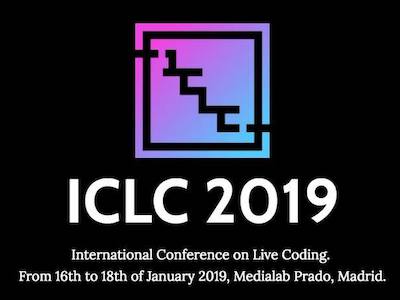 ICLC 2019
International Conference on Live Coding.
From 16th to 18th of January 2019, Medialab Prado, Madrid.